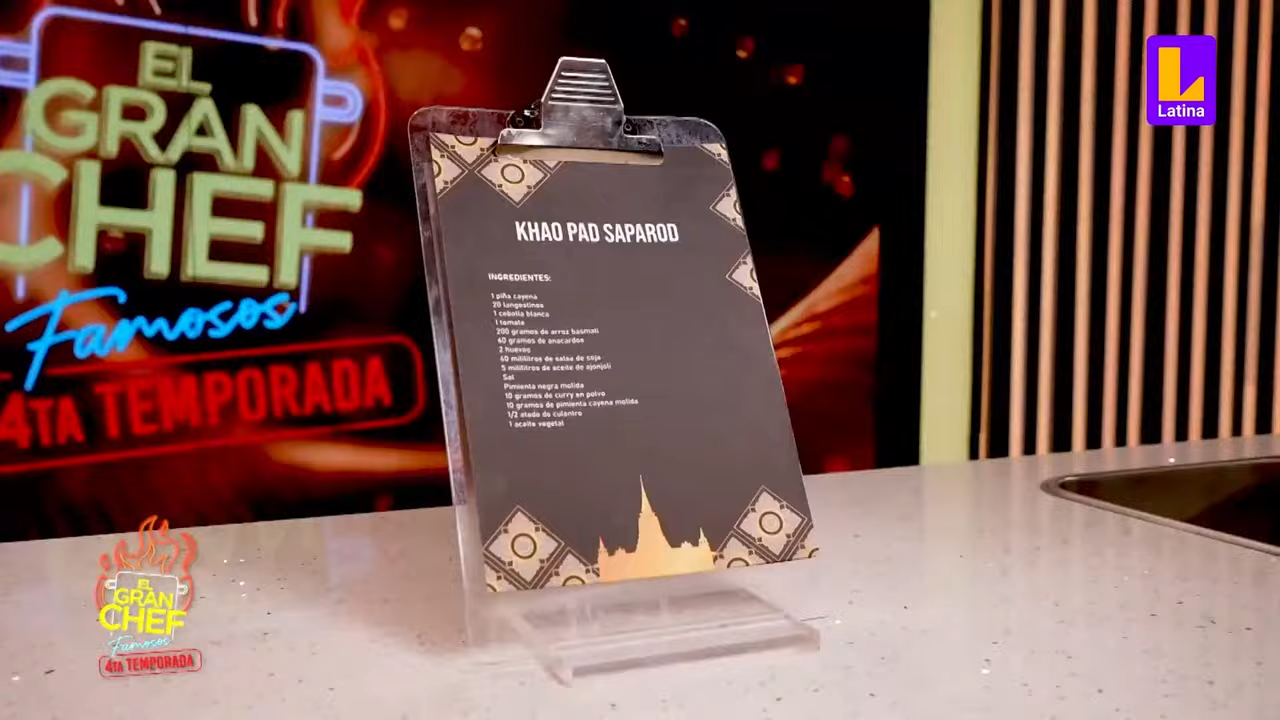 EL
GRAN
CHEF
Famosos
4TA TEMPORADA
Latina
KHAO PAD SAPAROD
INGREDIENTES:
1 piña cayena
20 langostinos
1 cebolla blanca
1 tomate
200 gramos de arroz basmati
60 gramos de anacardos
2 huevos
60 mililitros de salsa de soja
5 mililitros de aceite de ajonjolí
Sal
Pimienta negra molida
10 gramos de curry en polvo
10 gramos de pimienta cayena molida
1/2 atado de culantro
1 aceite vegetal
EL
GRAN
CHEF
Famosos
4TA TEMPORADA